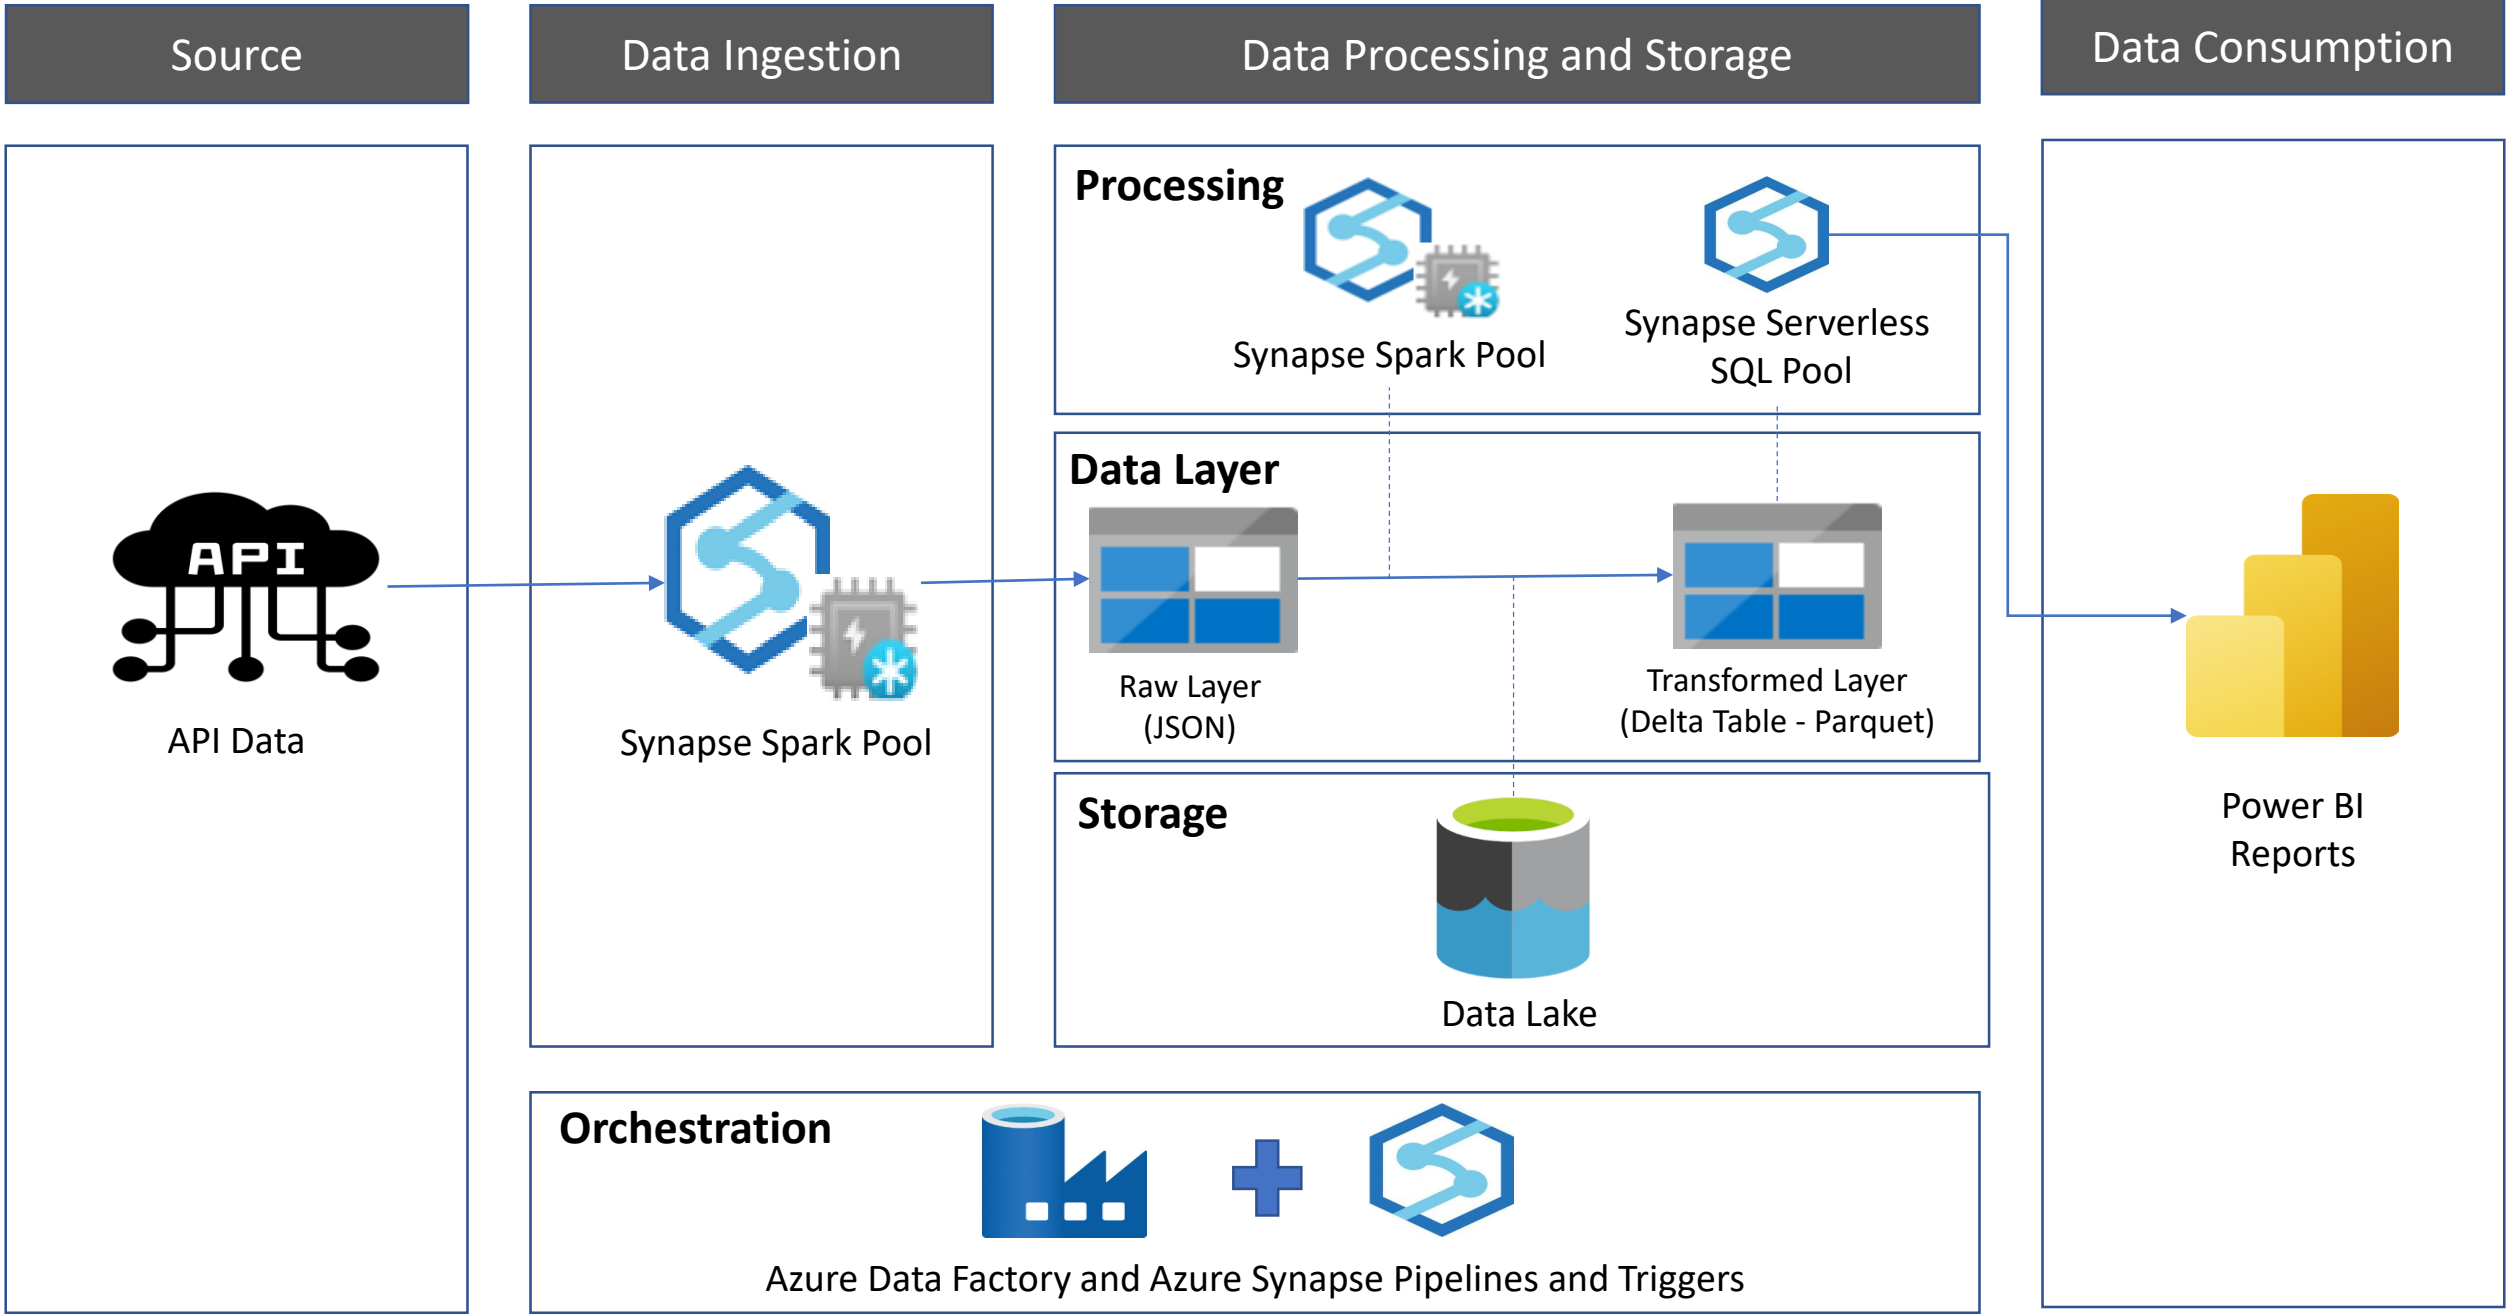 Source
Data Ingestion
Data Processing and Storage
Data Consumption
API
API Data
Synapse Spark Pool
Processing
Synapse Spark Pool
Synapse Serverless
SQL Pool
Data Layer
Raw Layer
(JSON)
Transformed Layer
(Delta Table - Parquet)
Storage
Data Lake
Power BI
Reports
Orchestration
Azure Data Factory and Azure Synapse Pipelines and Triggers